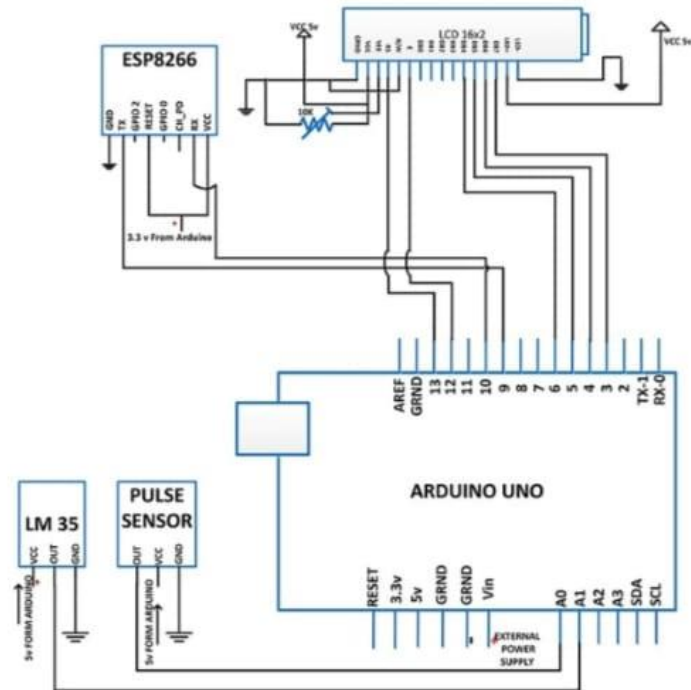 VCC 5v
LCD 16x2
VCC 5v
ESP8266
GND
TX
GPIO 2
RESET
GPIO 0
CH_PD
RX
VCC
10K
+
3.3 v From Arduino
AREF
GRND
13
12
11
10
9
8
7
6
5
4
3
2
TX-1
RX-0
ARDUINO UNO
LM 35
VCC
OUT
GND
5v FORM ARDUINO
PULSE
SENSOR
OUT
VCC
GND
5v FORM ARDUINO
RESET
3.3v
5v
GRND
GRND
Vin
A0
A1
A2
A3
SDA
SCL
EXTERNAL
POWER
SUPPLY